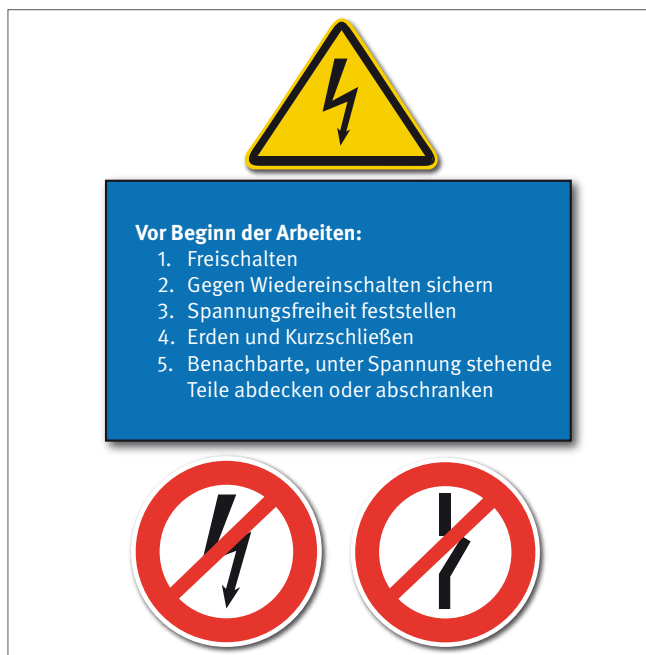 Vor Beginn der Arbeiten:
1. Freischalten
2. Gegen Wiedereinschalten sichern
3. Spannungsfreiheit feststellen
4. Erden und Kurzschließen
5. Benachbarte, unter Spannung stehende
Teile abdecken oder abschranken